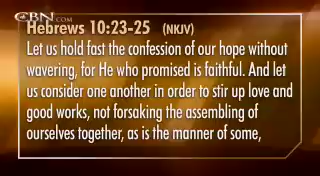 CBN.COM
Hebrews 10:23-25 (NKJV)
Let us hold fast the confession of our hope without
wavering, for He who promised is faithful. And let
us consider one another in order to stir up love and
good works, not forsaking the assembling of
ourselves together, as is the manner of some,